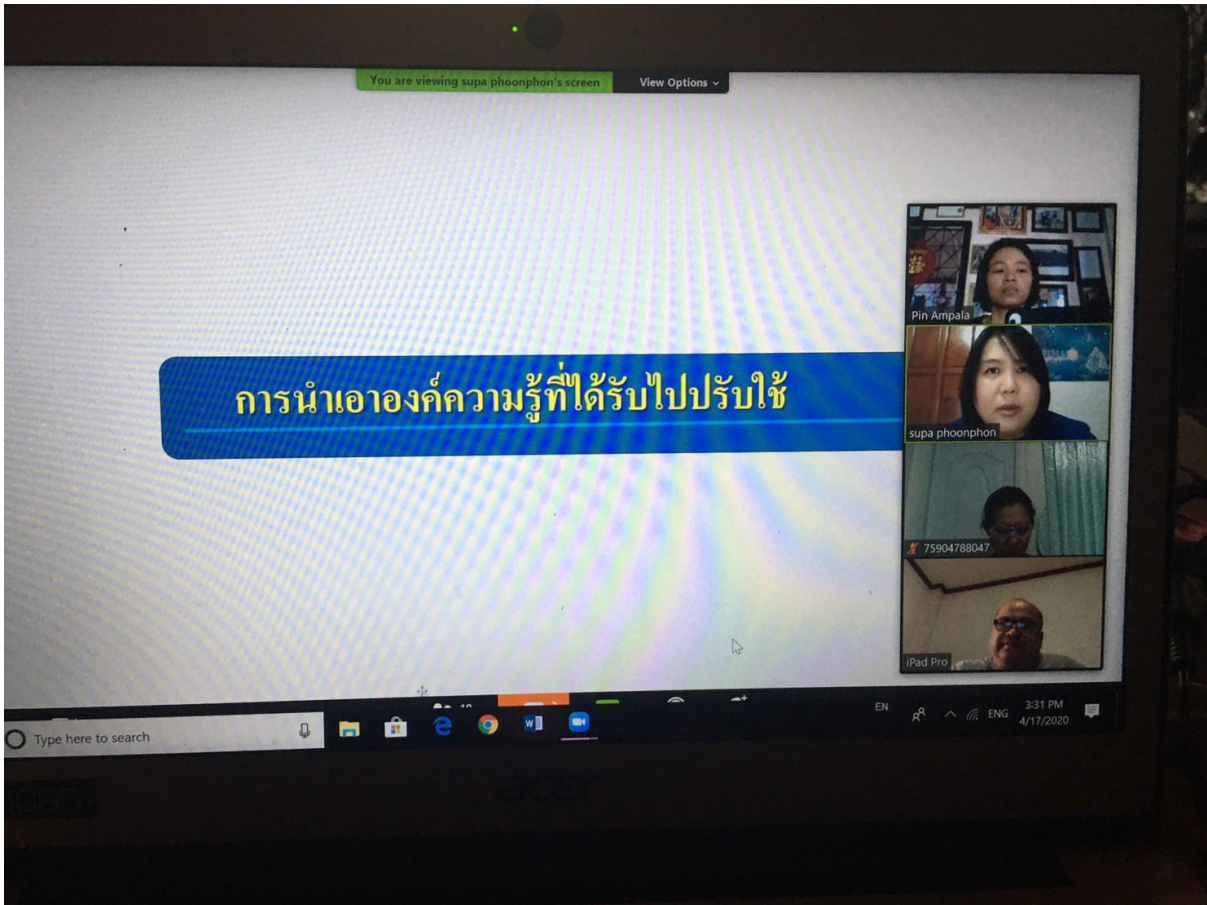 You are viewing supa phoonphon's screen
View Options
การนำเอาองค์ความรู้ที่ได้รับไปปรับใช้
Pin Ampala
supa phoonphon
75904788047
iPad Pro
EN
Type here to search
ENG
3:31 PM
4/17/2020
acer